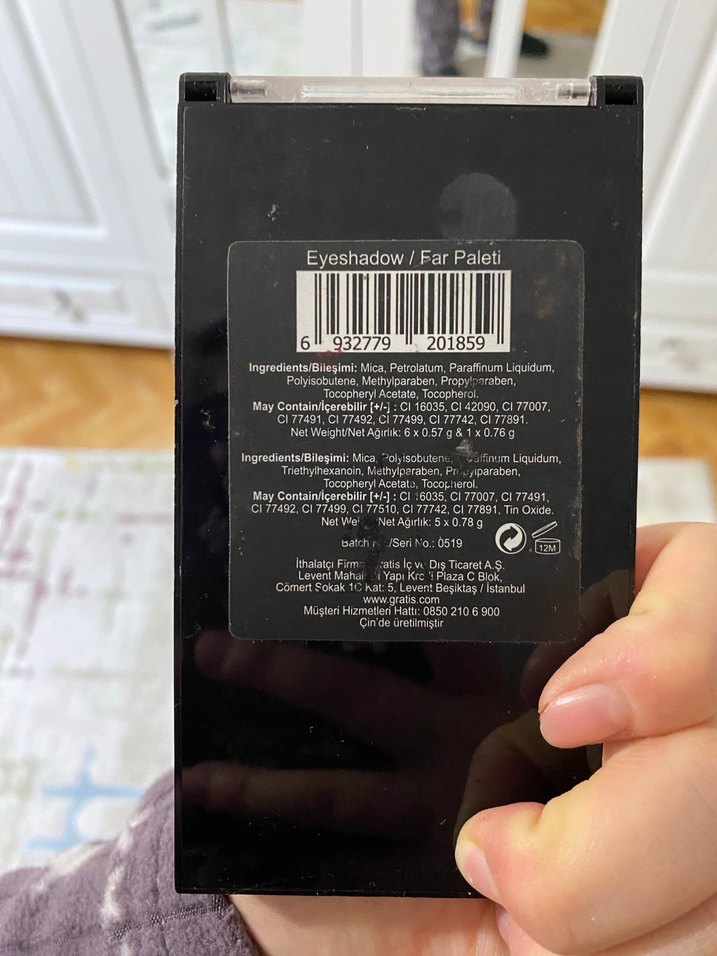 Eyeshadow / Far Paleti
6 932779 201859
Ingredients/Bileşimi: Mica, Petrolatum, Paraffinum Liquidum,
Polyisobutene, Methylparaben, Propylparaben,
Tocopheryl Acetate, Tocopherol.
May Contain/İçerebilir [+/-] : CI 16035, CI 42090, CI 77007,
CI 77491, CI 77492, CI 77499, CI 77742, CI 77891.
Net Weight/Net Ağırlık: 6 x 0.57 g & 1 x 0.76 g
Ingredients/Bileşimi: Mica, Polyisobutene, Liquidum,
Triethylhexanoin, Methylparaben, Propylparaben,
Tocopheryl Acetate, Tocopherol.
May Contain/İçerebilir [+/-] : CI 16035, CI 77007, CI 77491,
CI 77492, CI 77499, CI 77510, CI 77742, CI 77891, Tin Oxide.
Net Net Ağırlık: 5 x 0.78 g
Batch /Seri No.: 0519
12M
İthalatçı Firma İç ve Dış Ticaret A.Ş.
Levent Yapı Plaza C Blok,
Cömert Sokak 1C Kat: 5, Levent Beşiktaş / İstanbul
www.gratis.com
Müşteri Hizmetleri Hattı: 0850 210 6 900
Çin'de üretilmiştir